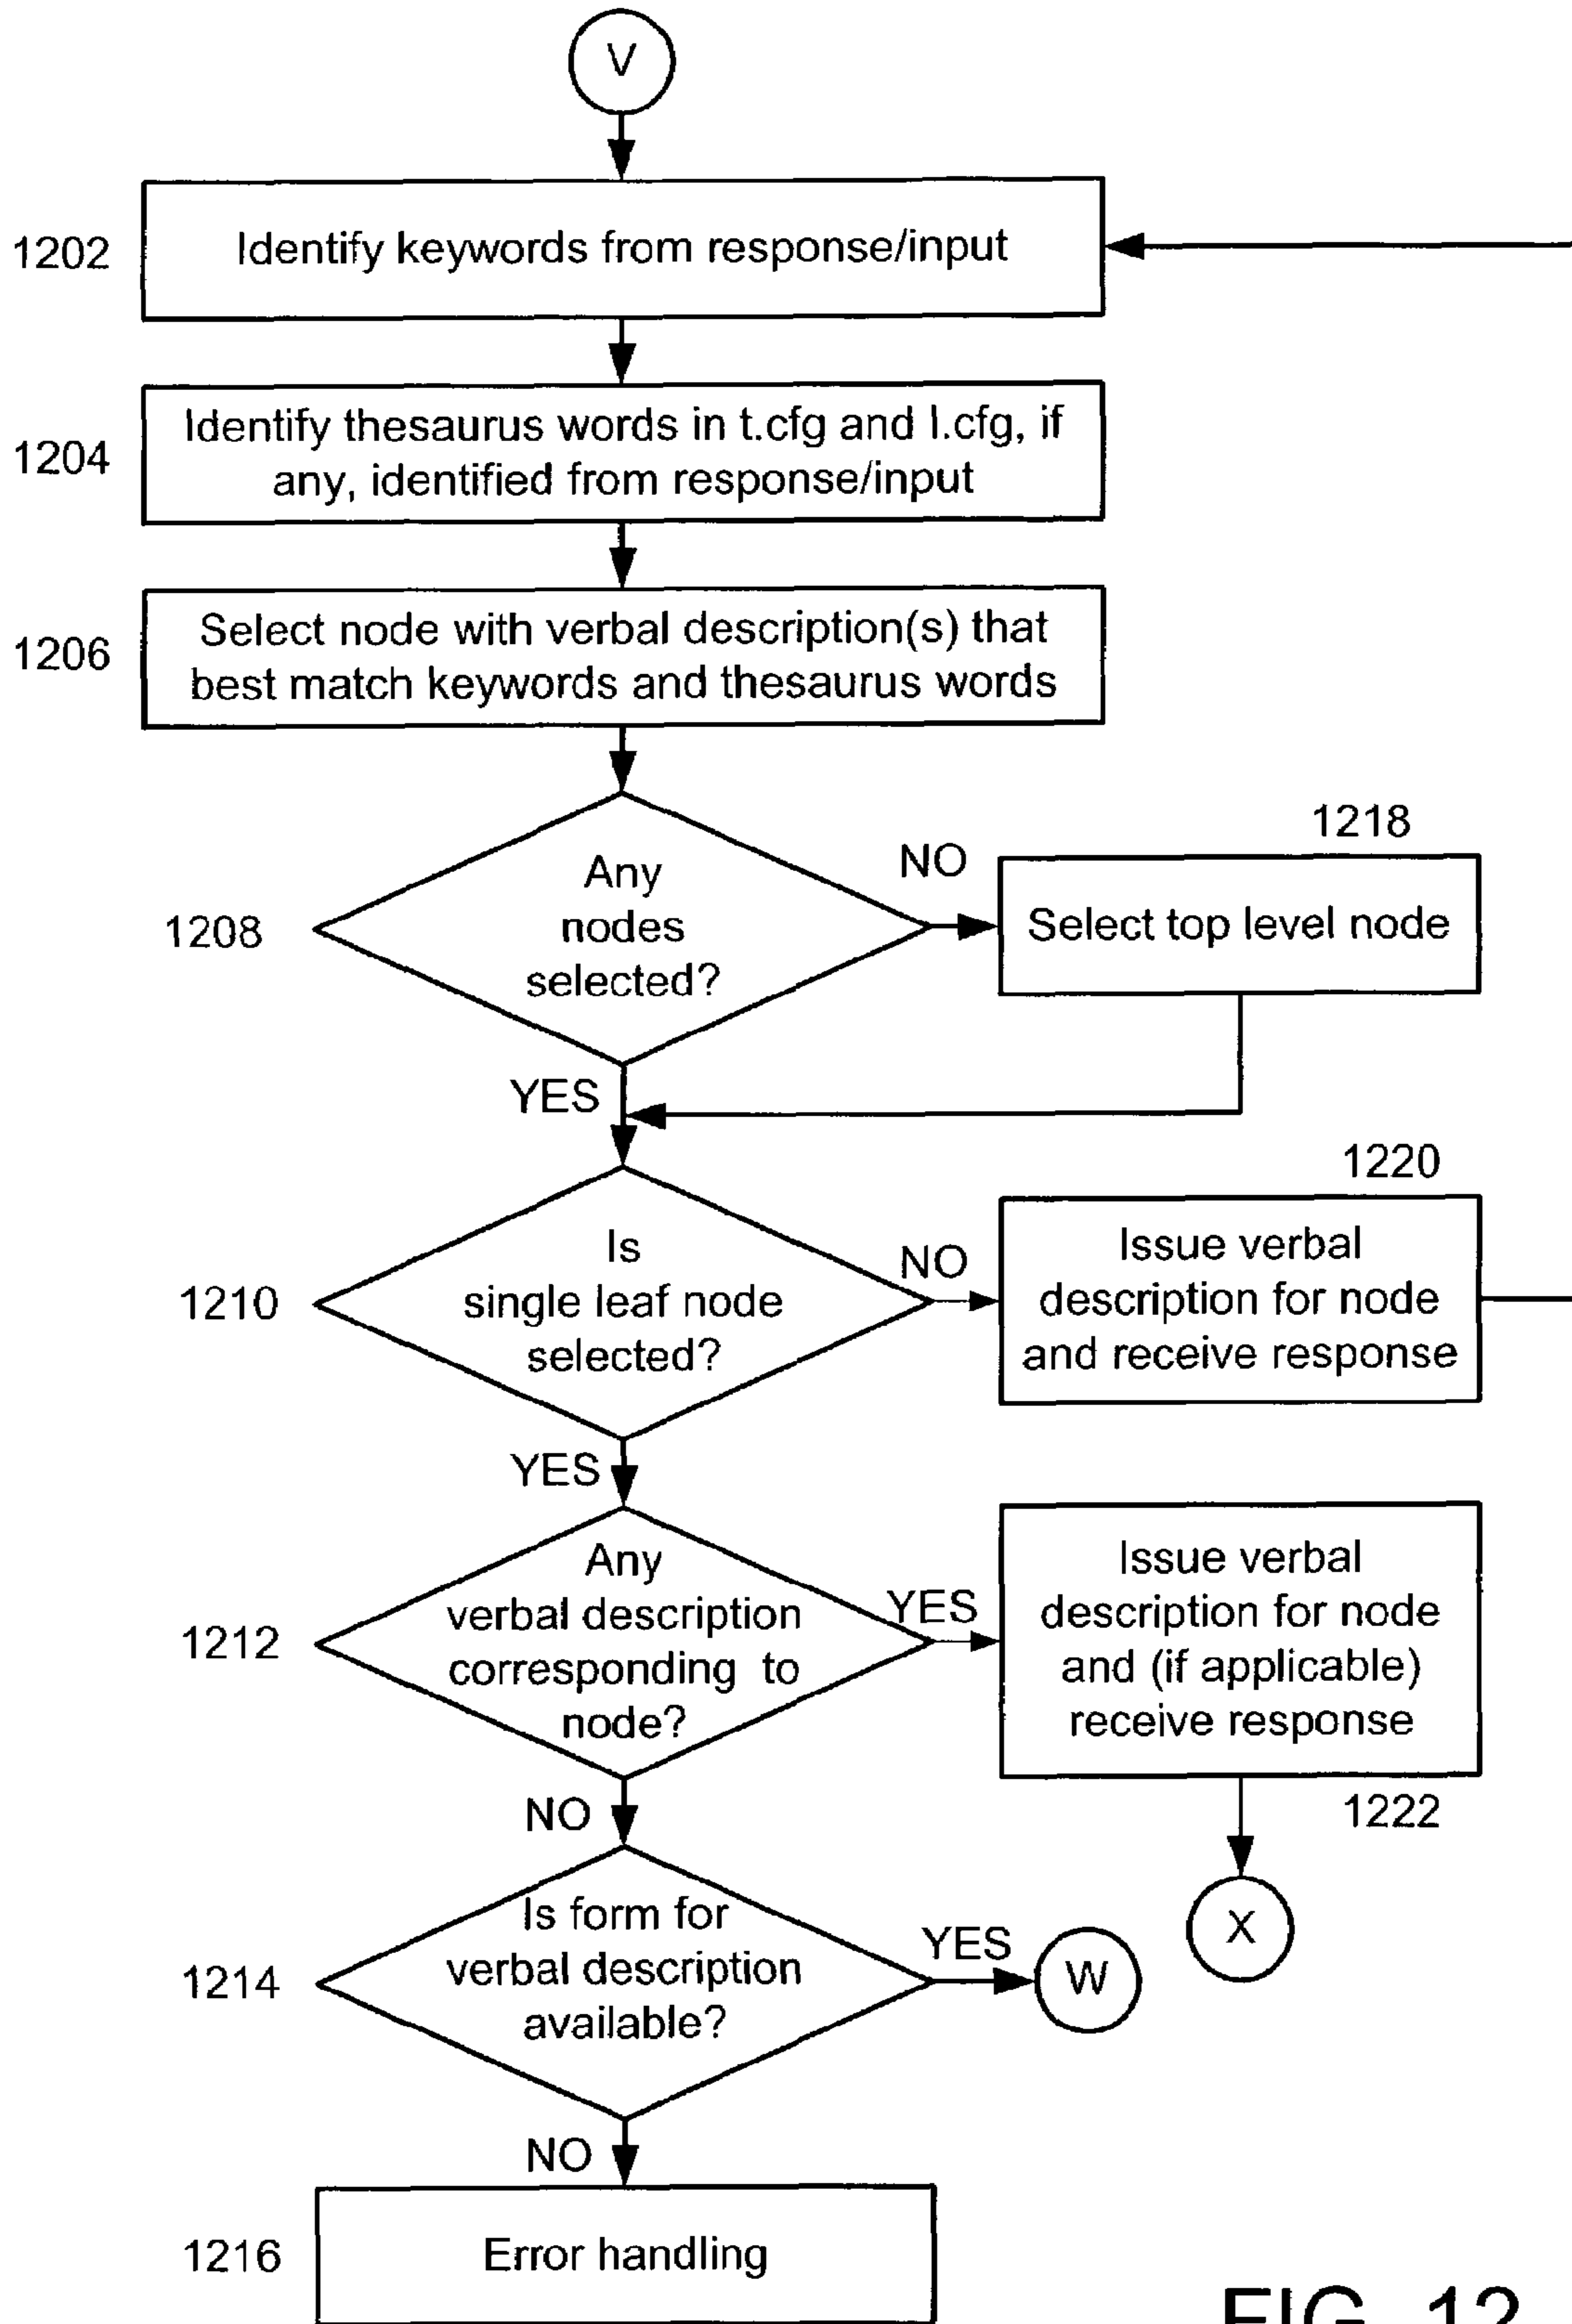 V
1202
Identify keywords from response/input
1204
Identify thesaurus words in t.cfg and l.cfg, if
any, identified from response/input
1206
Select node with verbal description(s) that
best match keywords and thesaurus words
1208
Any
nodes
selected?
NO
1218
Select top level node
YES
1210
Is
single leaf node
selected?
NO
1220
Issue verbal
description for node
and receive response
YES
1212
Any
verbal description
corresponding to
node?
YES
Issue verbal
description for node
and (if applicable)
receive response
1222
X
NO
1214
Is form for
verbal description
available?
YES
W
NO
1216
Error handling
FIG. 12